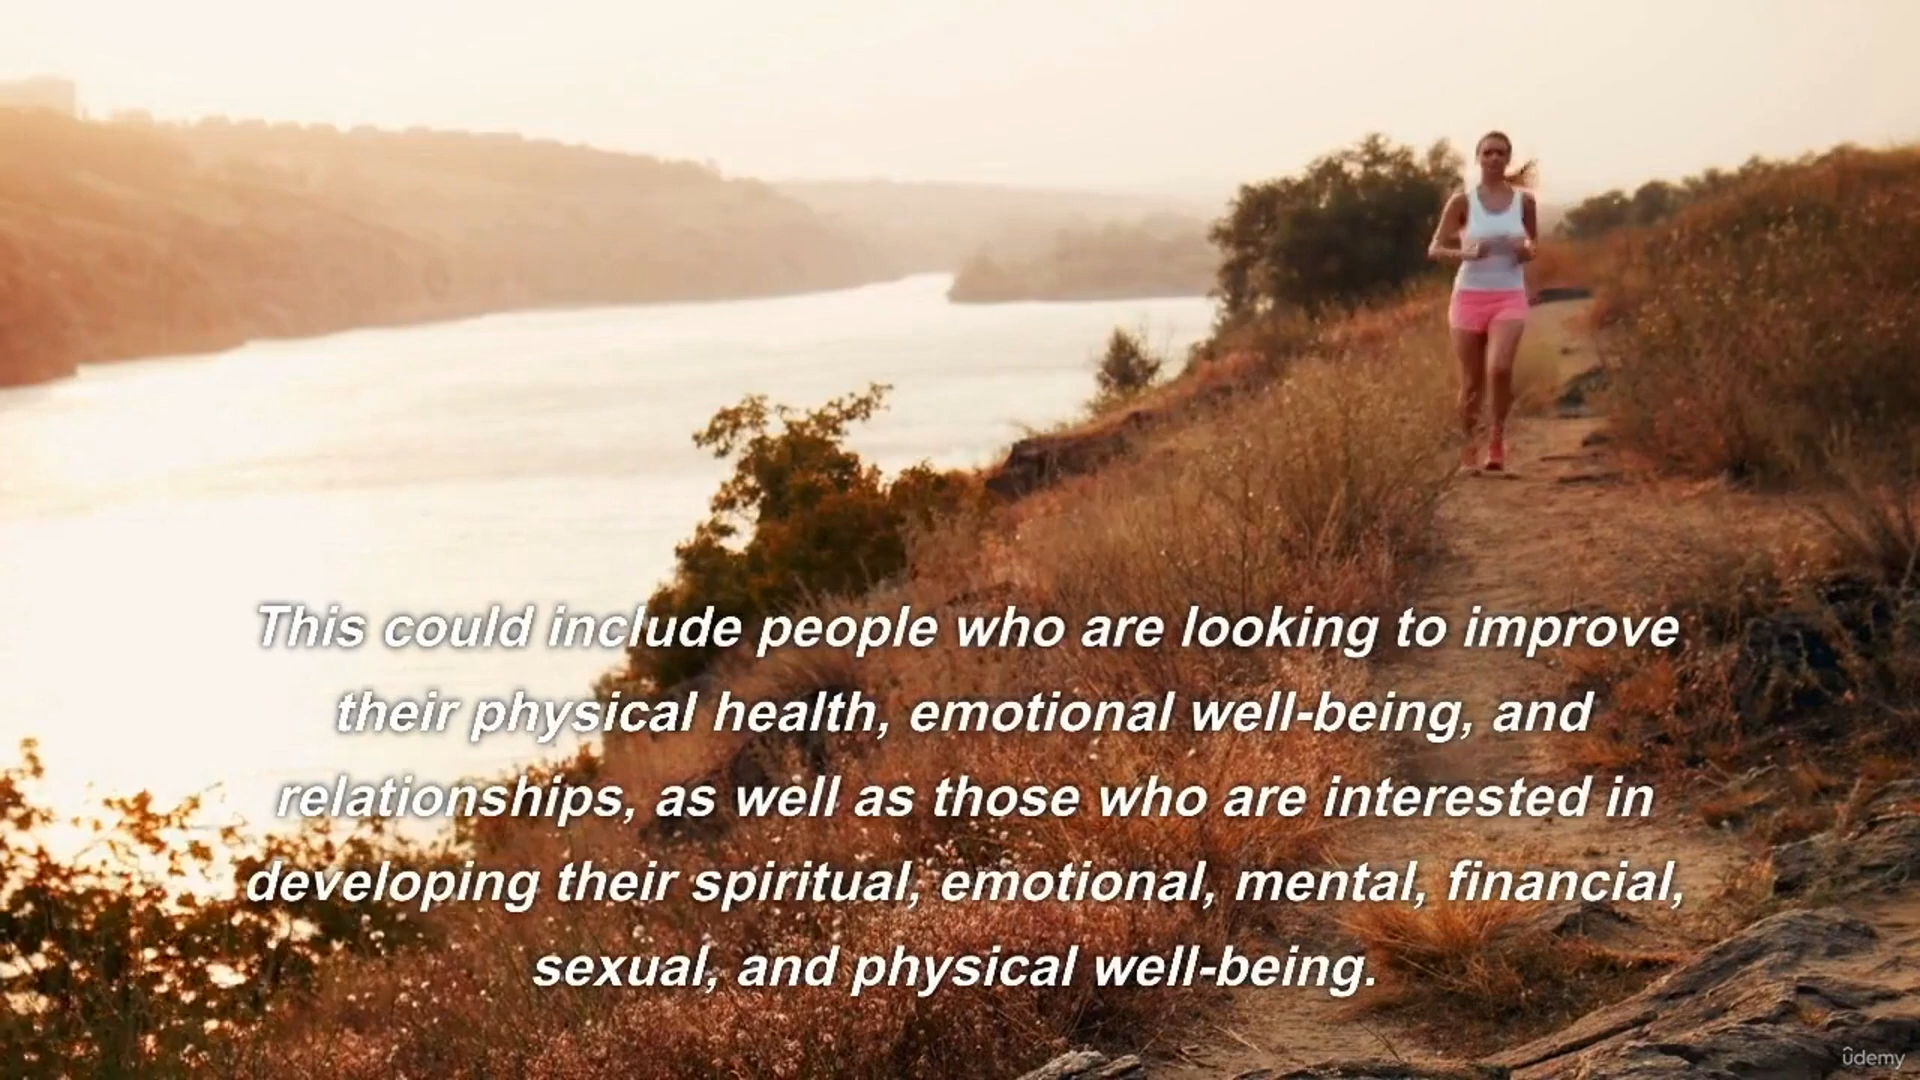 This could include people who are looking to improve
their physical health, emotional well-being, and
relationships, as well as those who are interested in
developing their spiritual, emotional, mental, financial,
sexual, and physical well-being.
ûdemy